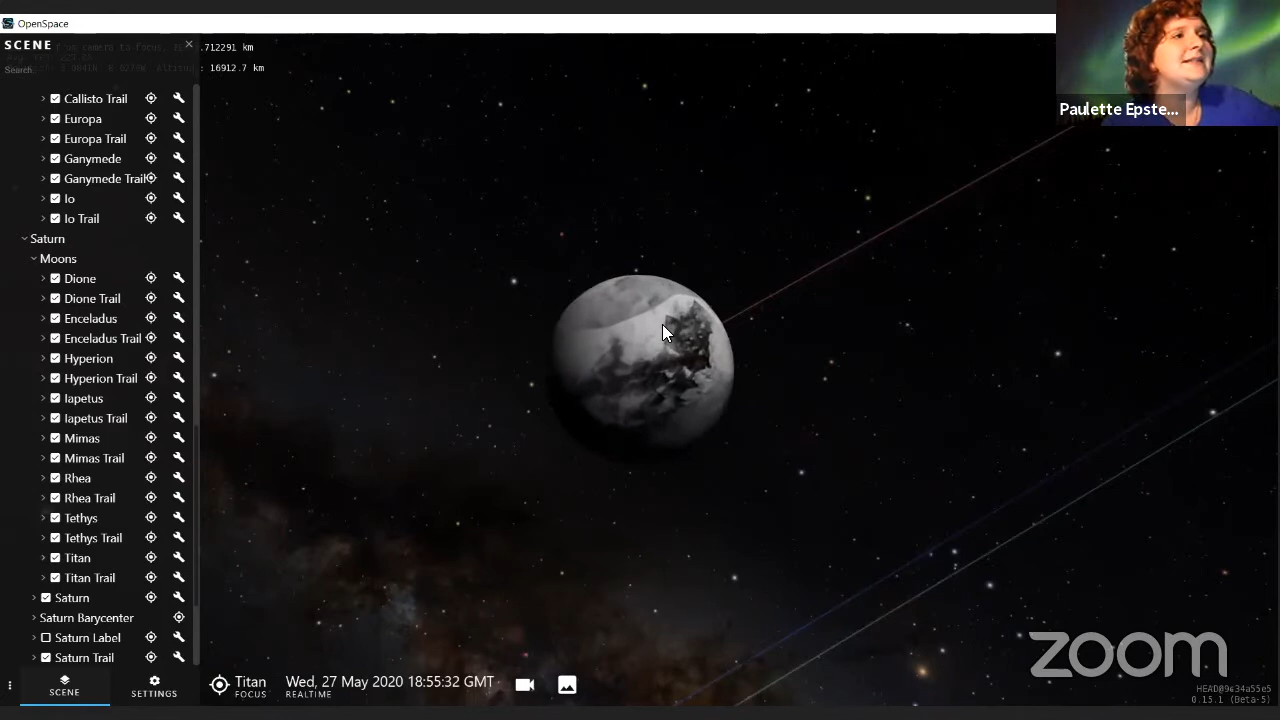 OpenSpace
SCENE
.712291 km
: 16912.7 km
Search
Callisto Trail
Europa
Europa Trail
Ganymede
Ganymede Trail
Io
Io Trail
Saturn
Moons
Dione
Dione Trail
Enceladus
Enceladus Trail
Hyperion
Hyperion Trail
Iapetus
Iapetus Trail
Mimas
Mimas Trail
Rhea
Rhea Trail
Tethys
Tethys Trail
Titan
Titan Trail
Saturn
Saturn Barycenter
Saturn Label
Saturn Trail
SCENE
SETTINGS
Titan
FOCUS
Wed, 27 May 2020 18:55:32 GMT
REALTIME
Paulette Epste...
zoom
HEAD@9c34a55e5
0.15.1 (Beta-5)